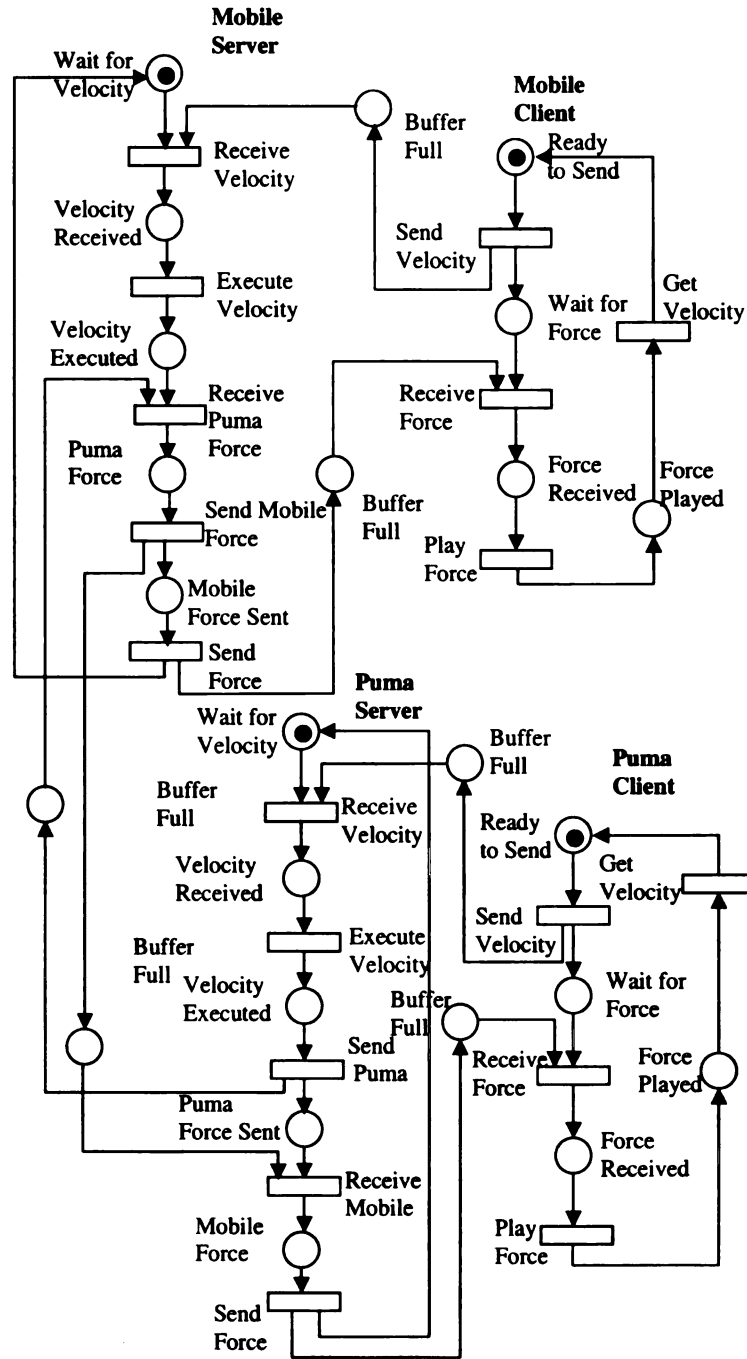 Mobile
Server
Wait for
Velocity
Buffer
Full
Mobile
Client
Ready
to Send
Receive
Velocity
Velocity
Received
Send
Velocity
Execute
Velocity
Wait for
Force
Get
Velocity
Velocity
Executed
Receive
Puma
Force
Receive
Force
Puma
Force
Buffer
Full
Force
Received
Force
Played
Send Mobile
Force
Play
Force
Mobile
Force Sent
Send
Force
Puma
Server
Wait for
Velocity
Buffer
Full
Puma
Client
Buffer
Full
Receive
Velocity
Ready
to Send
Get
Velocity
Velocity
Received
Send
Velocity
Buffer
Full
Execute
Velocity
Velocity
Executed
Buffer
Full
Wait for
Force
Send
Puma
Receive
Force
Force
Played
Puma
Force Sent
Force
Received
Receive
Mobile
Mobile
Force
Play
Force
Send
Force